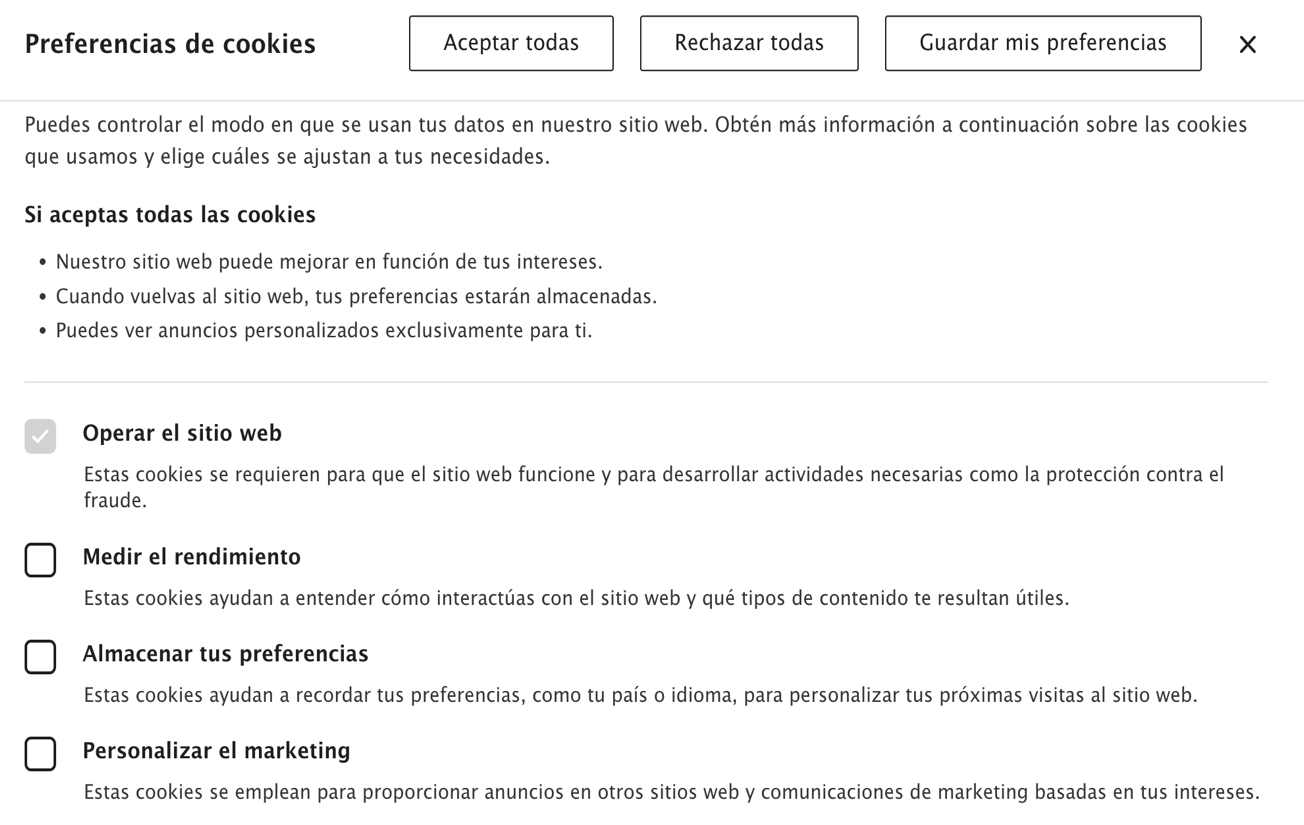 Preferencias de cookies
Aceptar todas
Rechazar todas
Guardar mis preferencias
Puedes controlar el modo en que se usan tus datos en nuestro sitio web. Obtén más información a continuación sobre las cookies
que usamos y elige cuáles se ajustan a tus necesidades.
Si aceptas todas las cookies
• Nuestro sitio web puede mejorar en función de tus intereses.
• Cuando vuelvas al sitio web, tus preferencias estarán almacenadas.
• Puedes ver anuncios personalizados exclusivamente para ti.
Operar el sitio web
Estas cookies se requieren para que el sitio web funcione y para desarrollar actividades necesarias como la protección contra el
fraude.
Medir el rendimiento
Estas cookies ayudan a entender cómo interactúas con el sitio web y qué tipos de contenido te resultan útiles.
Almacenar tus preferencias
Estas cookies ayudan a recordar tus preferencias, como tu país o idioma, para personalizar tus próximas visitas al sitio web.
Personalizar el marketing
Estas cookies se emplean para proporcionar anuncios en otros sitios web y comunicaciones de marketing basadas en tus intereses.